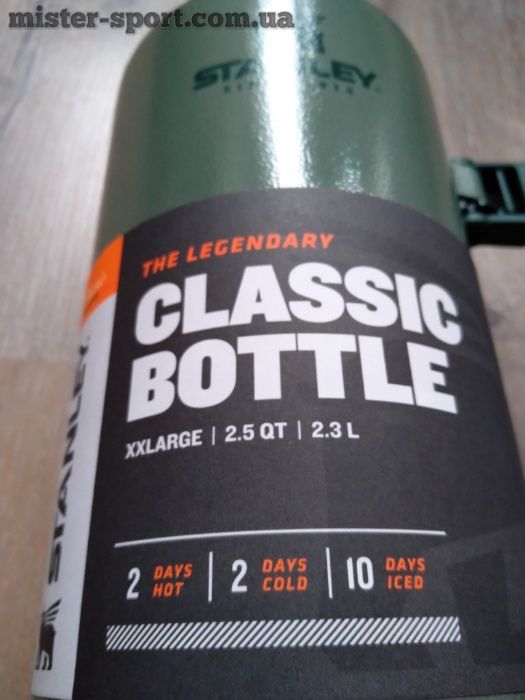 mister-sport.com.ua
STANLEY
THE LEGENDARY
CLASSIC
BOTTLE
XXLARGE | 2.5 QT | 2.3 L
STANLEY
2 DAYS HOT | 2 DAYS COLD | 10 DAYS ICED